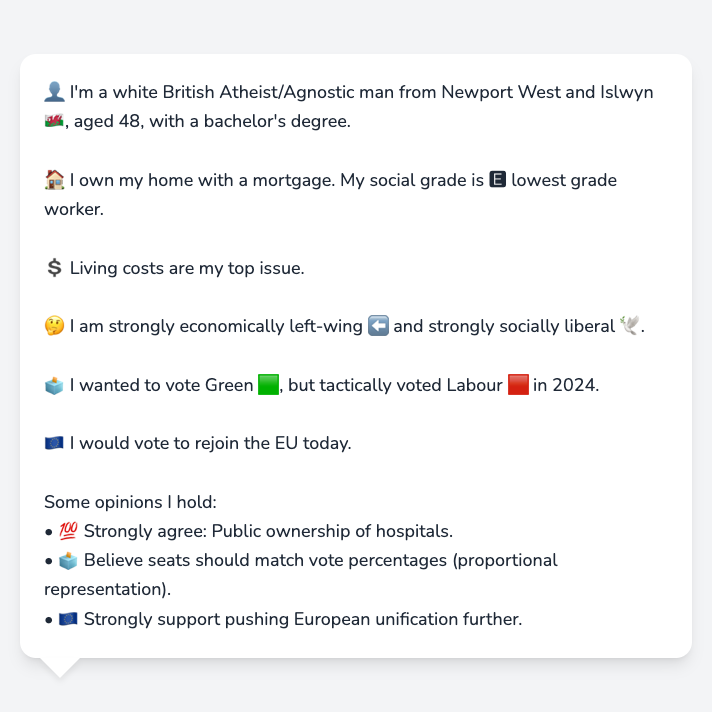 👤 I'm a white British Atheist/Agnostic man from Newport West and Islwyn
🏴󠁧󠁢󠁷󠁬󠁳󠁿, aged 48, with a bachelor's degree.
🏠 I own my home with a mortgage. My social grade is 🅴 lowest grade
worker.
💲 Living costs are my top issue.
🤔 I am strongly economically left-wing ⬅️ and strongly socially liberal 🕊️.
🗳️ I wanted to vote Green 🟩, but tactically voted Labour 🟥 in 2024.
🇪🇺 I would vote to rejoin the EU today.
Some opinions I hold:
• 💯 Strongly agree: Public ownership of hospitals.
• 🗳️ Believe seats should match vote percentages (proportional
representation).
• 🇪🇺 Strongly support pushing European unification further.